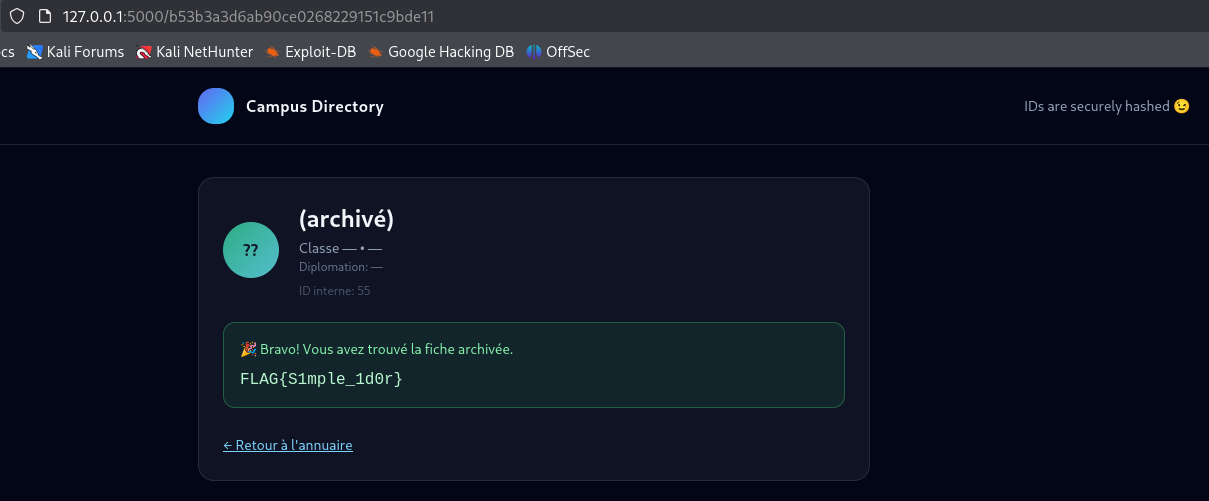 127.0.0.1:5000/b53b3a3d6ab90ce0268229151c9bde11
cs Kali Forums Kali NetHunter Exploit-DB Google Hacking DB OffSec
Campus Directory
IDs are securely hashed 😉
(archivé)
??
Classe — • —
Diplomation: —
ID interne: 55
🎉 Bravo! Vous avez trouvé la fiche archivée.
FLAG{S1mple_1d0r}
← Retour à l'annuaire